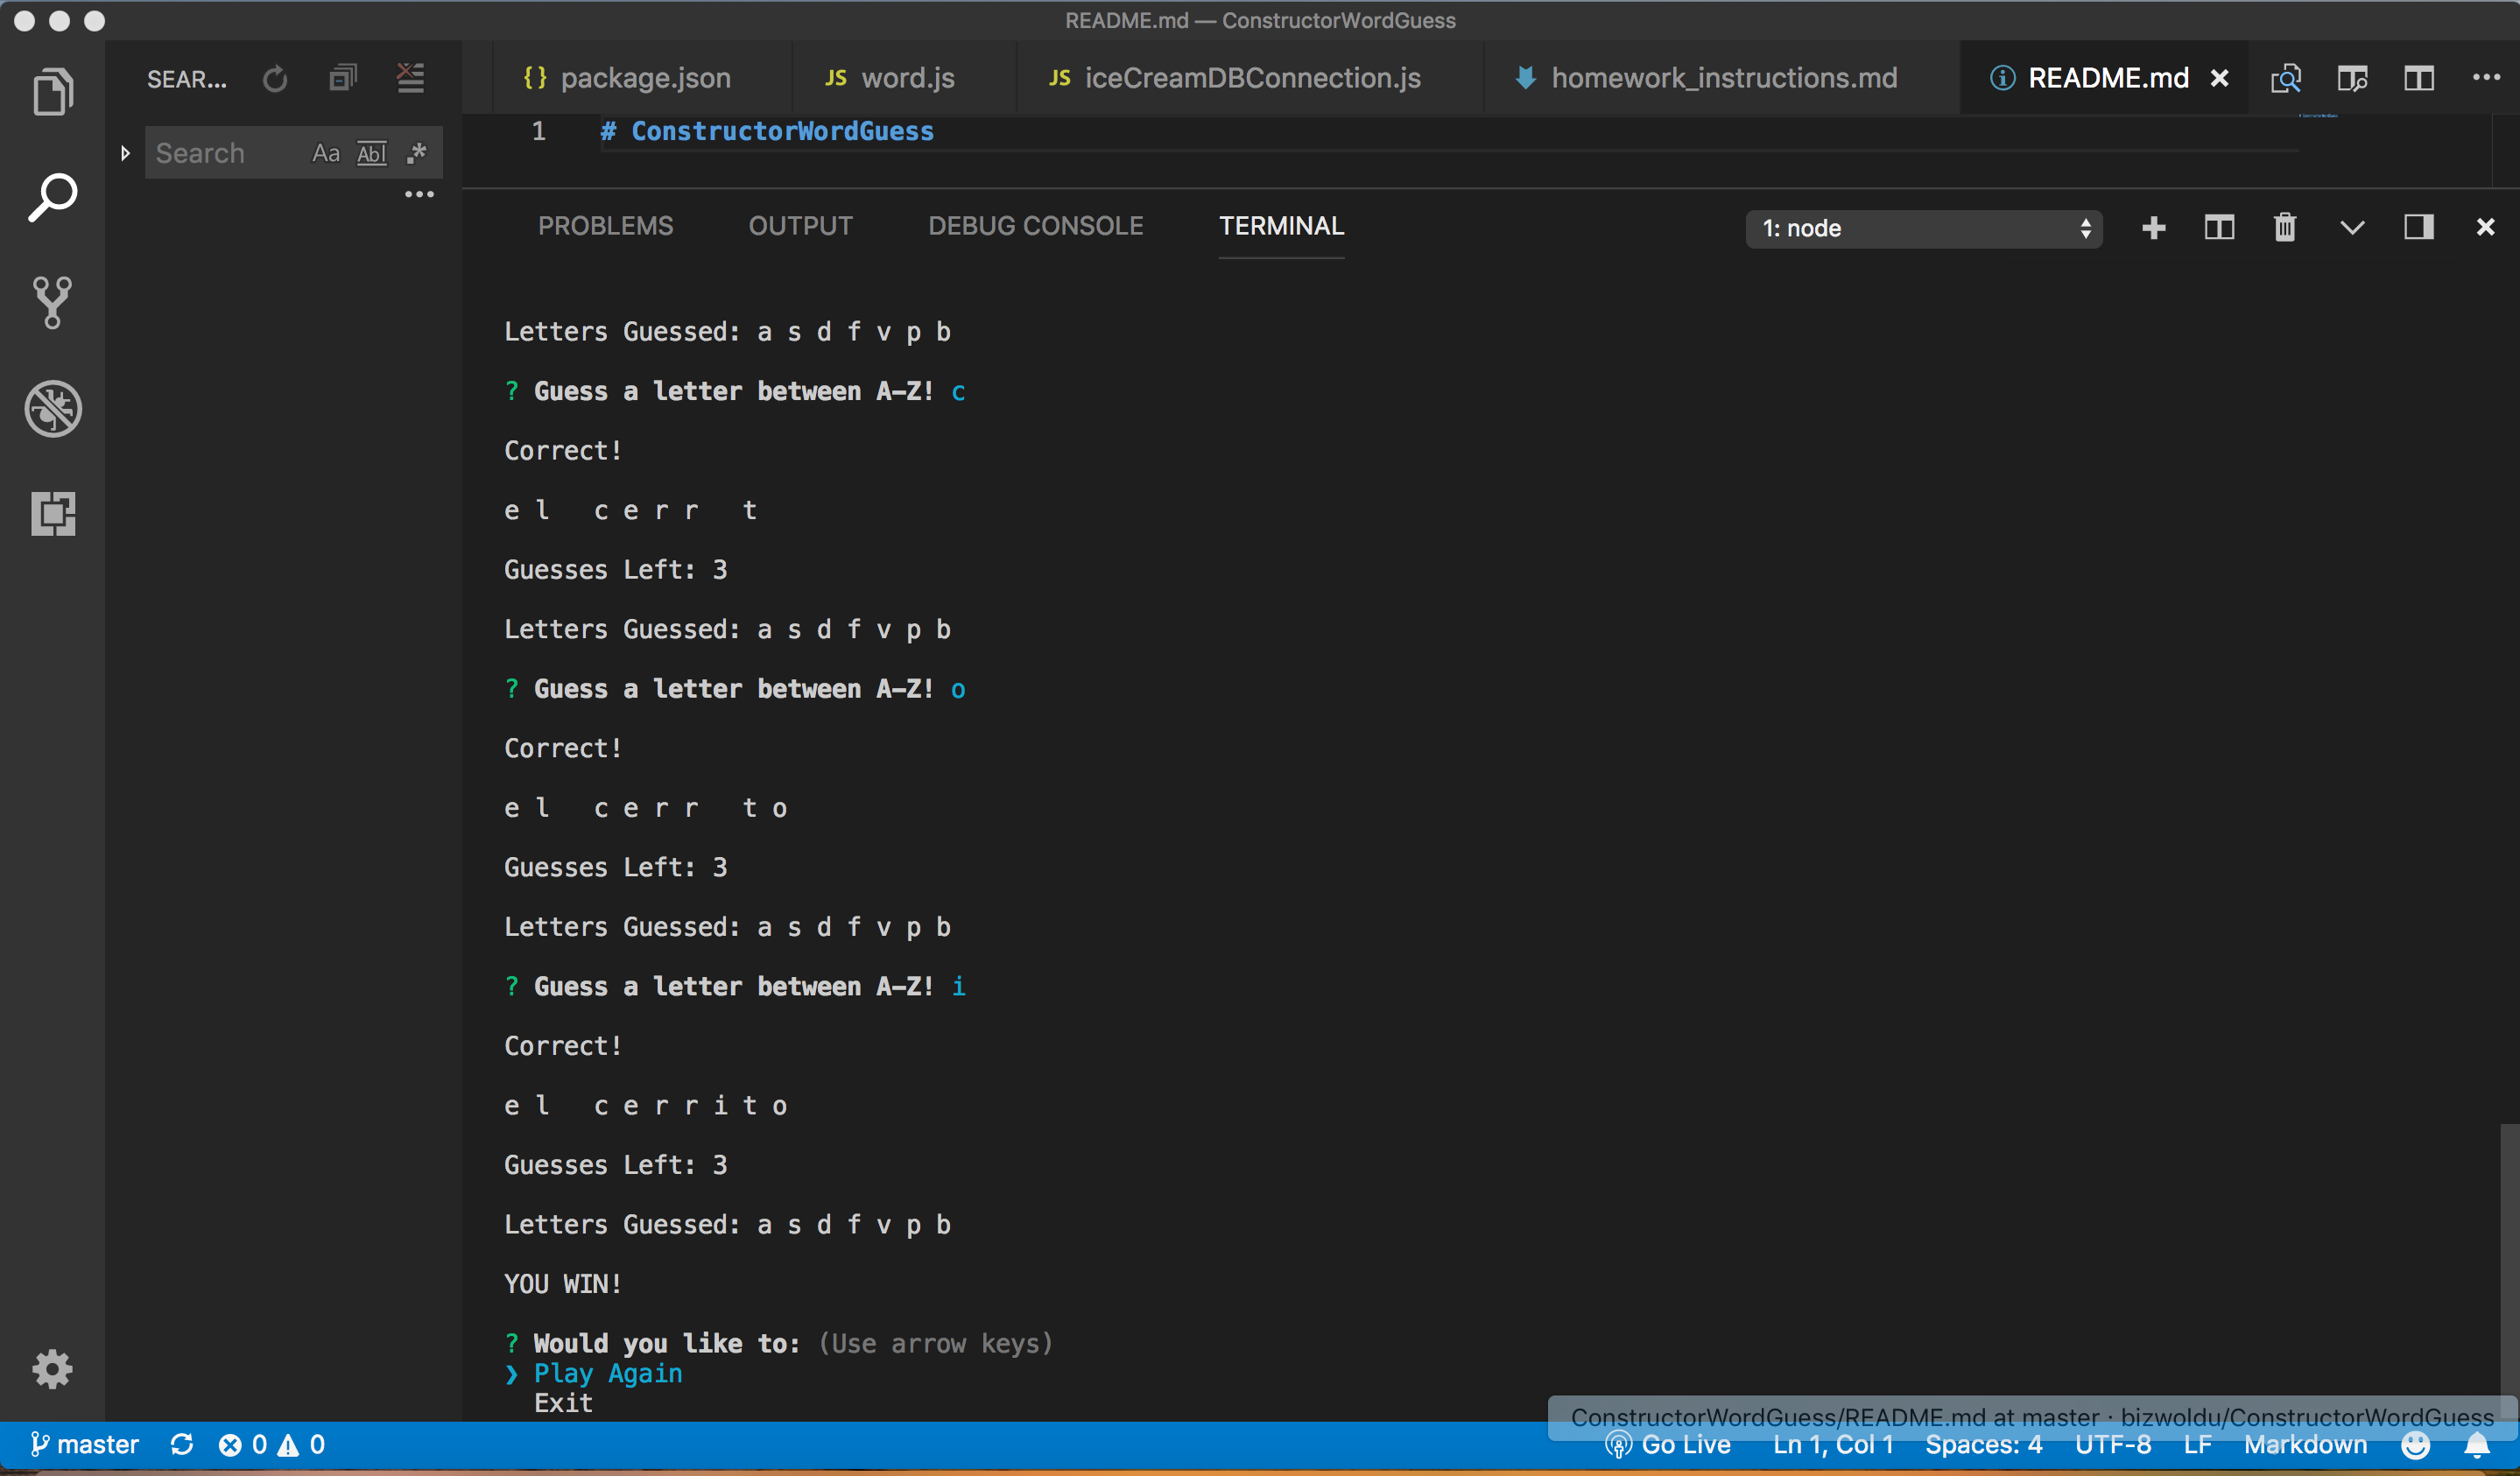 README.md — ConstructorWordGuess
SEAR...
{} package.json
JS word.js
JS iceCreamDBConnection.js
homework_instructions.md
README.md
Search Aa Abl .*
1 # ConstructorWordGuess
PROBLEMS OUTPUT DEBUG CONSOLE TERMINAL 1: node
Letters Guessed: a s d f v p b
? Guess a letter between A-Z! c
Correct!
e l   c e r r   t
Guesses Left: 3
Letters Guessed: a s d f v p b
? Guess a letter between A-Z! o
Correct!
e l   c e r r   t o
Guesses Left: 3
Letters Guessed: a s d f v p b
? Guess a letter between A-Z! i
Correct!
e l   c e r r i t o
Guesses Left: 3
Letters Guessed: a s d f v p b
YOU WIN!
? Would you like to: (Use arrow keys)
❯ Play Again
Exit
ConstructorWordGuess/README.md at master · bizwoldu/ConstructorWordGuess
master 0 0 Go Live Ln 1, Col 1 Spaces: 4 UTF-8 LF Markdown